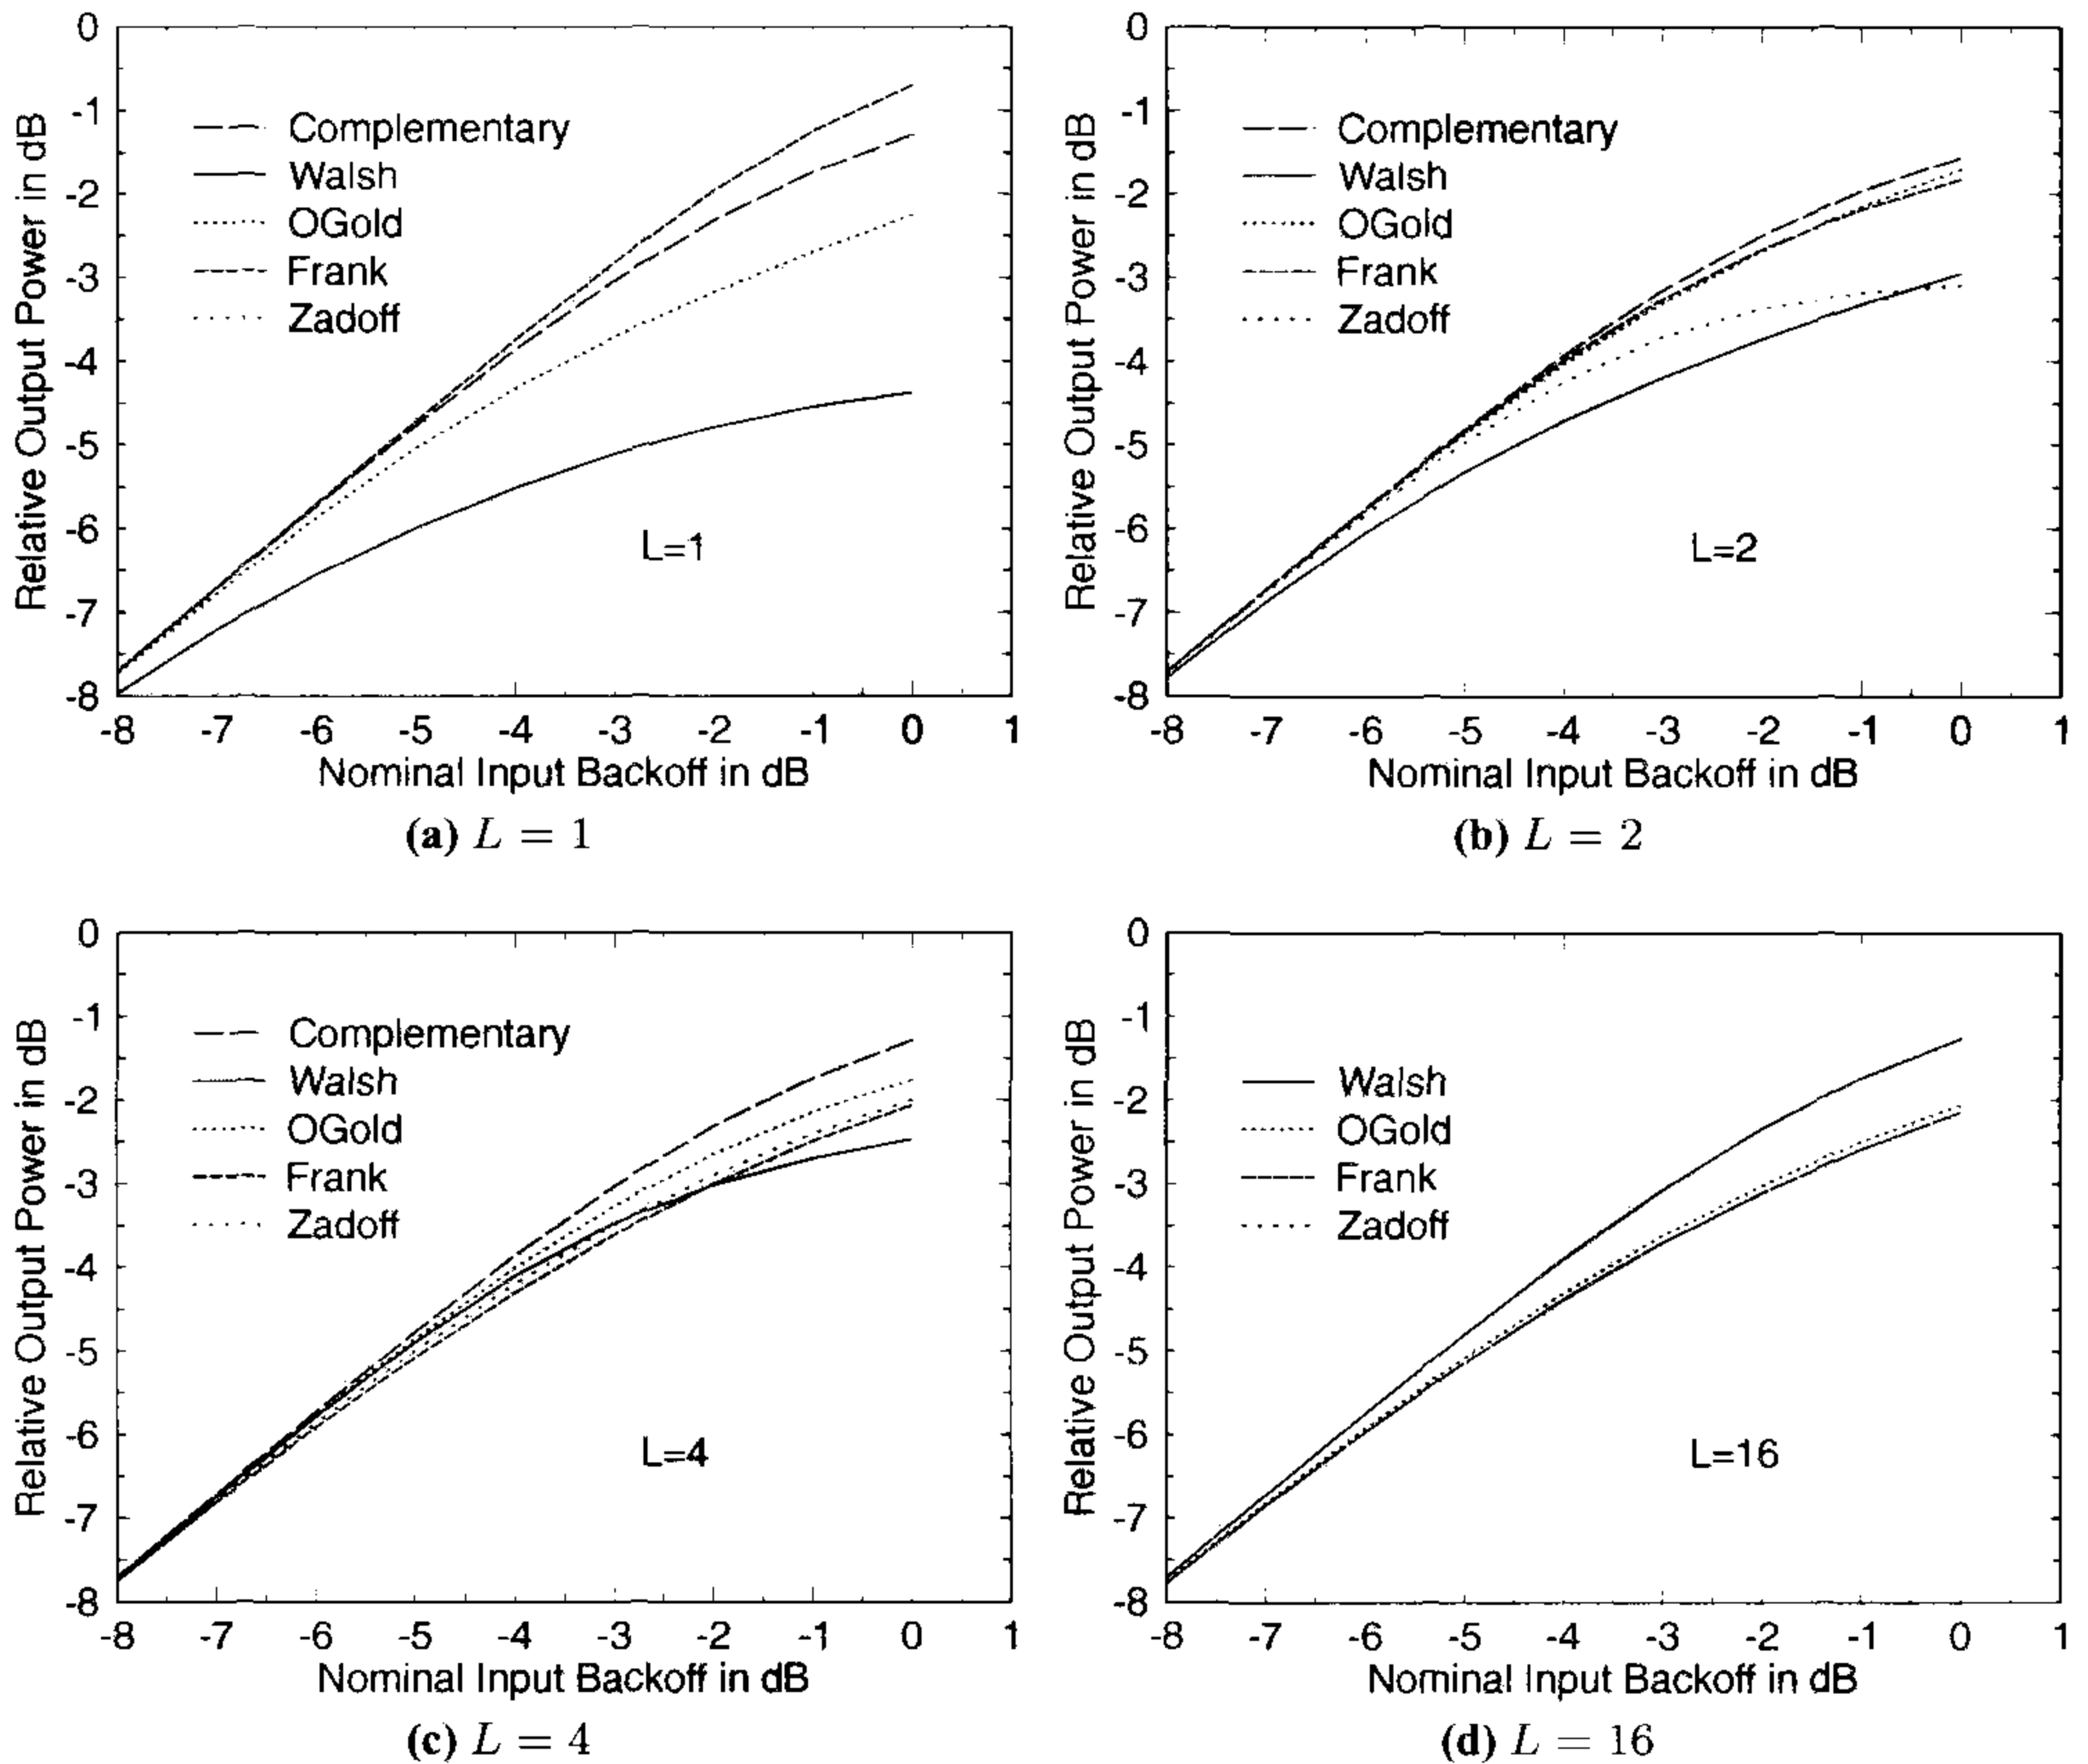 0
-1
-2
-3
-4
-5
-6
-7
-8
Relative Output Power in dB
Complementary
Walsh
OGold
Frank
Zadoff
L=1
-8 -7 -6 -5 -4 -3 -2 -1 0 1
Nominal Input Backoff in dB
(a) L = 1
0
-1
-2
-3
-4
-5
-6
-7
-8
Relative Output Power in dB
Complementary
Walsh
OGold
Frank
Zadoff
L=2
-8 -7 -6 -5 -4 -3 -2 -1 0 1
Nominal Input Backoff in dB
(b) L = 2
0
-1
-2
-3
-4
-5
-6
-7
-8
Relative Output Power in dB
Complementary
Walsh
OGold
Frank
Zadoff
L=4
-8 -7 -6 -5 -4 -3 -2 -1 0 1
Nominal Input Backoff in dB
(c) L = 4
0
-1
-2
-3
-4
-5
-6
-7
-8
Relative Output Power in dB
Walsh
OGold
Frank
Zadoff
L=16
-8 -7 -6 -5 -4 -3 -2 -1 0 1
Nominal Input Backoff in dB
(d) L = 16